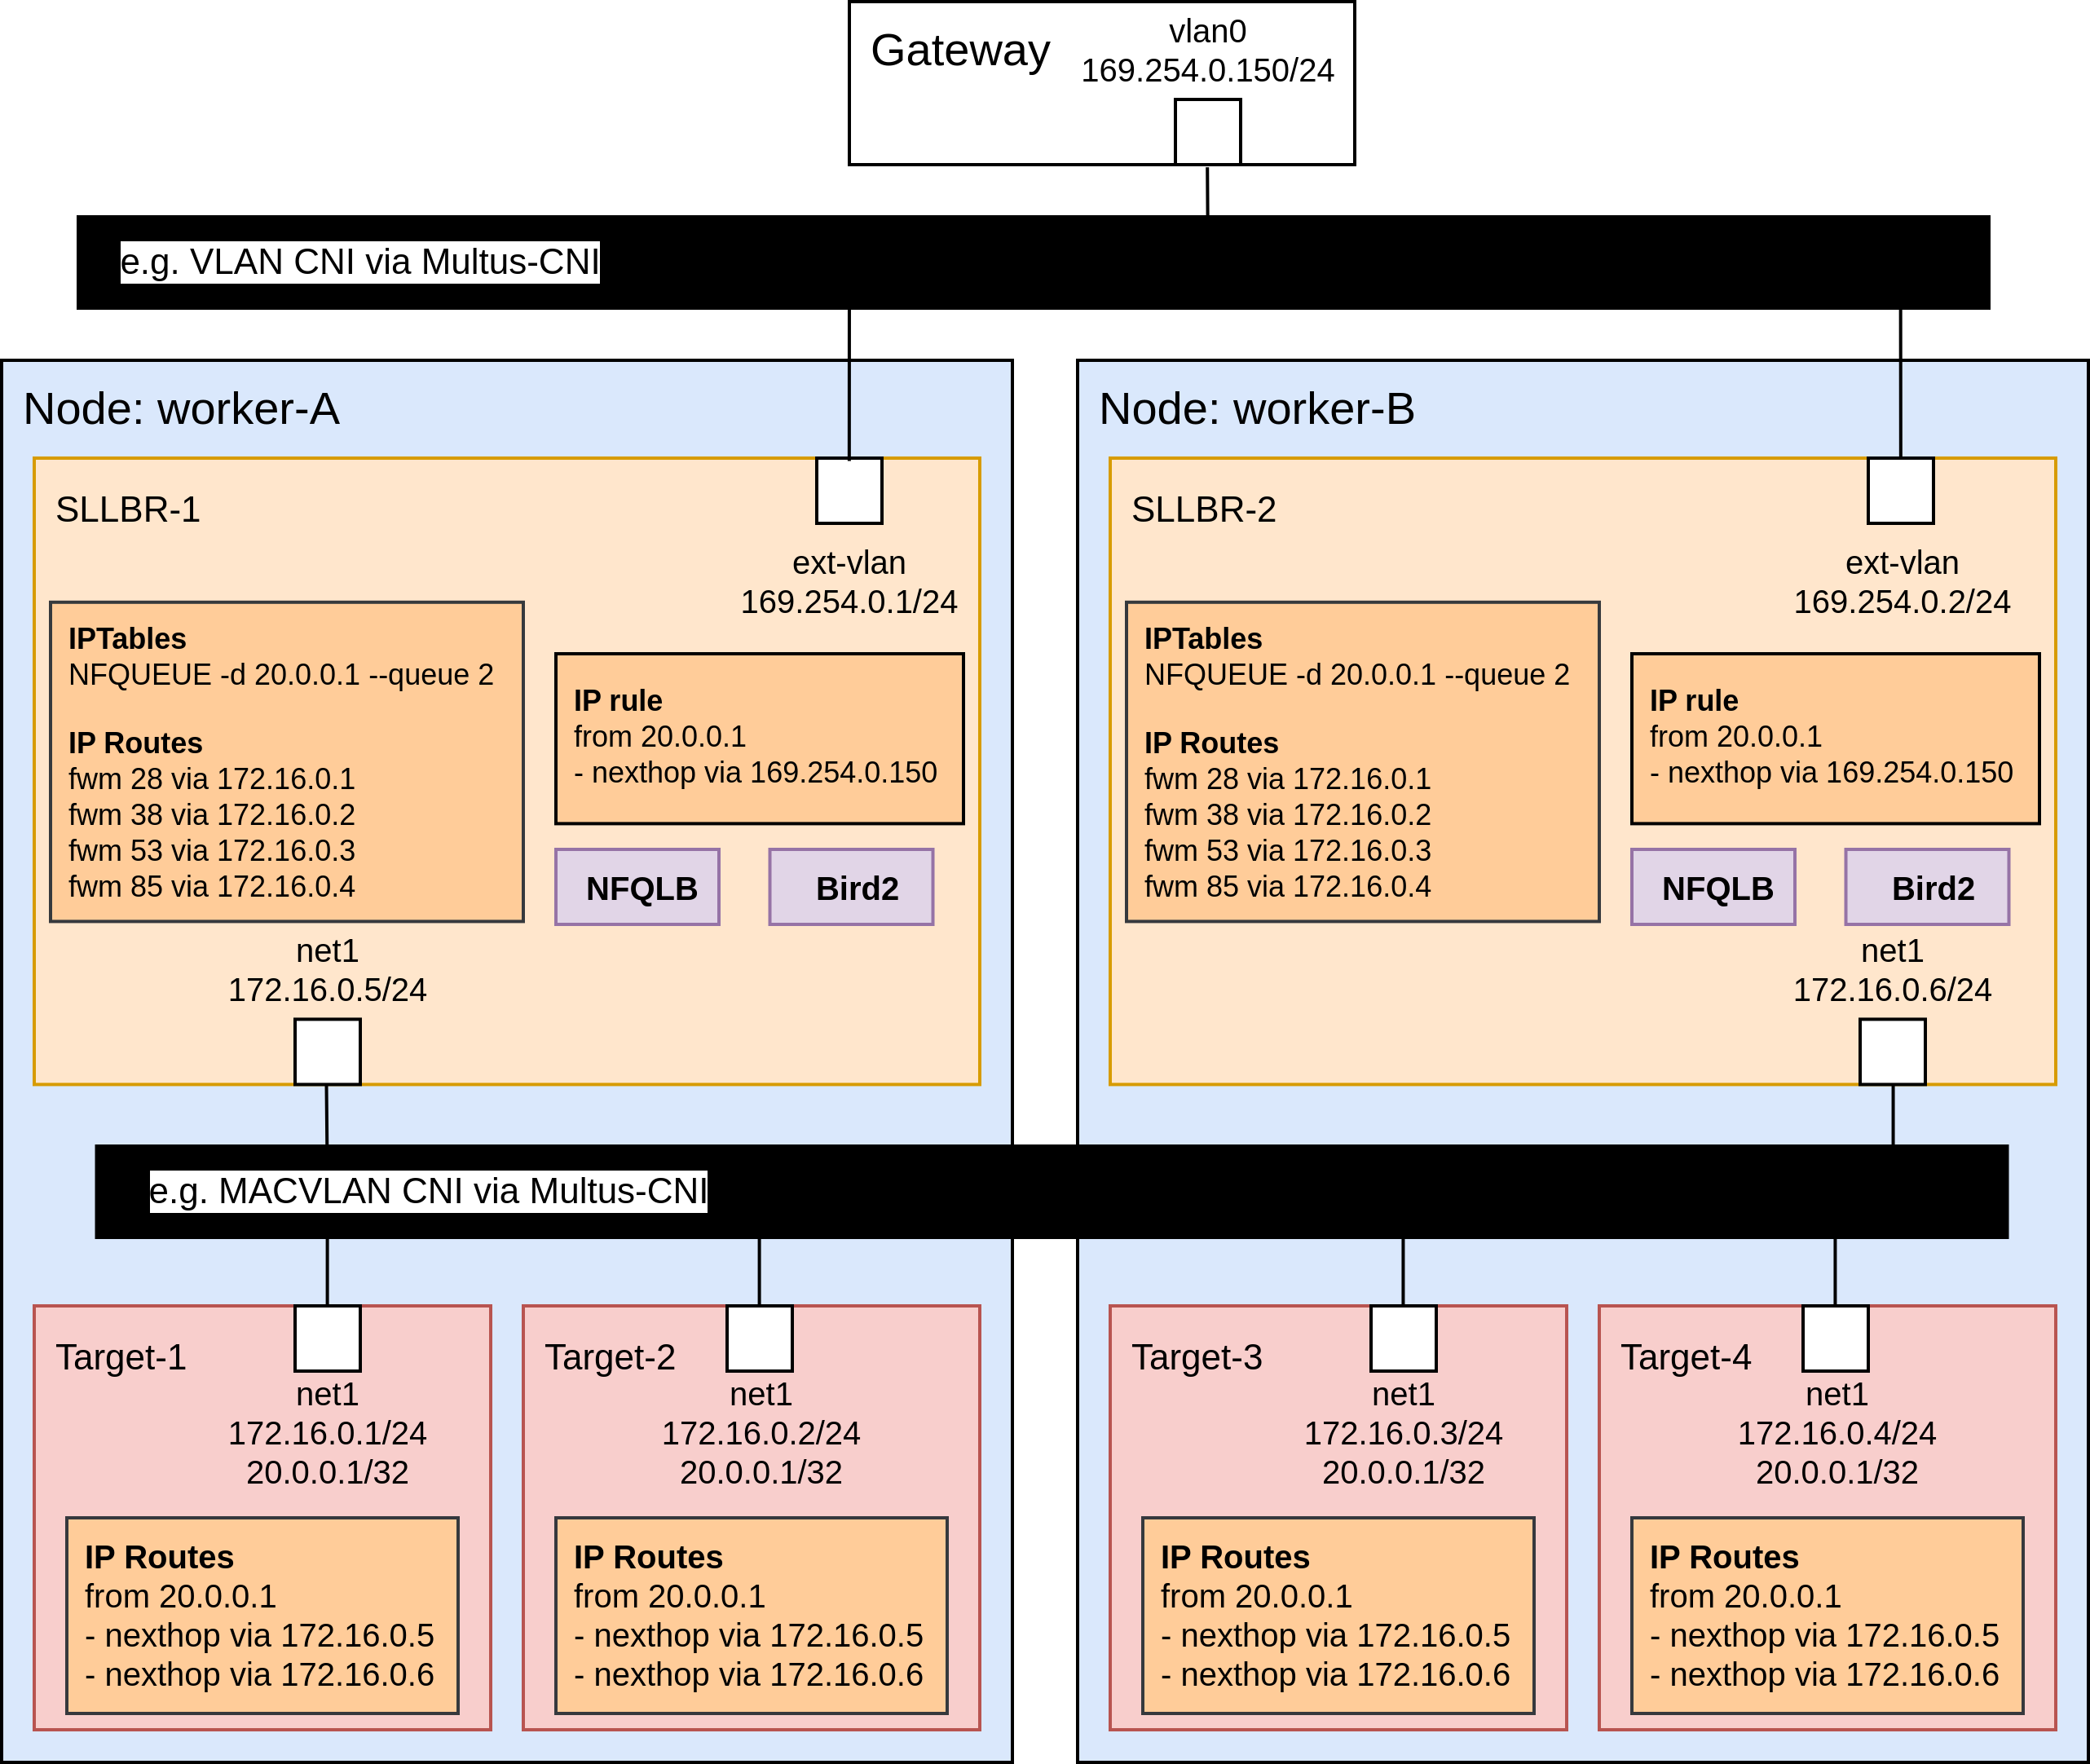 Gateway
vlan0
169.254.0.150/24
e.g. VLAN CNI via Multus-CNI
Node: worker-A
SLLBR-1
ext-vlan
169.254.0.1/24
IPTables
NFQUEUE -d 20.0.0.1 --queue 2
IP Routes
fwm 28 via 172.16.0.1
fwm 38 via 172.16.0.2
fwm 53 via 172.16.0.3
fwm 85 via 172.16.0.4
IP rule
from 20.0.0.1
- nexthop via 169.254.0.150
NFQLB
Bird2
net1
172.16.0.5/24
Node: worker-B
SLLBR-2
ext-vlan
169.254.0.2/24
IPTables
NFQUEUE -d 20.0.0.1 --queue 2
IP Routes
fwm 28 via 172.16.0.1
fwm 38 via 172.16.0.2
fwm 53 via 172.16.0.3
fwm 85 via 172.16.0.4
IP rule
from 20.0.0.1
- nexthop via 169.254.0.150
NFQLB
Bird2
net1
172.16.0.6/24
e.g. MACVLAN CNI via Multus-CNI
Target-1
net1
172.16.0.1/24
20.0.0.1/32
IP Routes
from 20.0.0.1
- nexthop via 172.16.0.5
- nexthop via 172.16.0.6
Target-2
net1
172.16.0.2/24
20.0.0.1/32
IP Routes
from 20.0.0.1
- nexthop via 172.16.0.5
- nexthop via 172.16.0.6
Target-3
net1
172.16.0.3/24
20.0.0.1/32
IP Routes
from 20.0.0.1
- nexthop via 172.16.0.5
- nexthop via 172.16.0.6
Target-4
net1
172.16.0.4/24
20.0.0.1/32
IP Routes
from 20.0.0.1
- nexthop via 172.16.0.5
- nexthop via 172.16.0.6